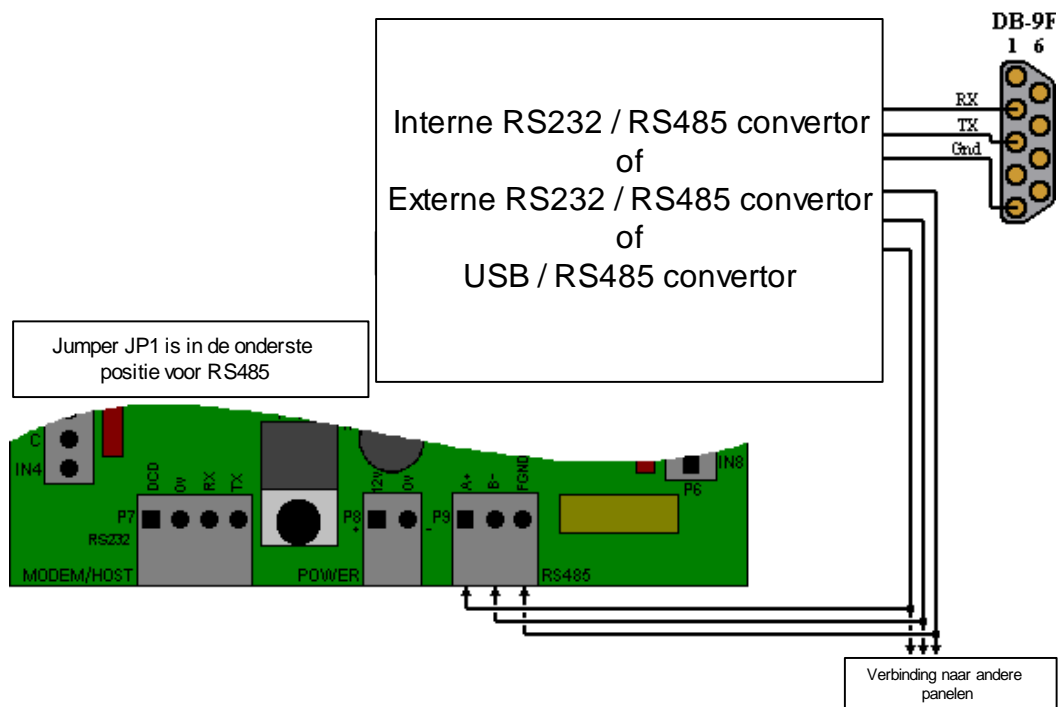 DB-9F
1 6
Interne RS232 / RS485 convertor
of
Externe RS232 / RS485 convertor
of
USB / RS485 convertor
RX
TX
Gnd
Jumper JP1 is in de onderste
positie voor RS485
C
IN4
DCD
0v
RX
TX
12v
0v
A+
B-
FGND
IN8
P6
P7
P8
+
-
P9
RS232
MODEM/HOST
POWER
RS485
Verbinding naar andere
panelen